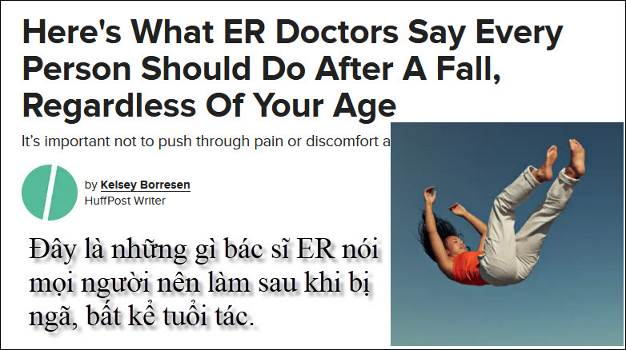 Here's What ER Doctors Say Every
Person Should Do After A Fall,
Regardless Of Your Age
It's important not to push through pain or discomfort a
by Kelsey Borresen
HuffPost Writer
Đây là những gì bác sĩ ER nói
mọi người nên làm sau khi bị
ngã, bất kể tuổi tác.